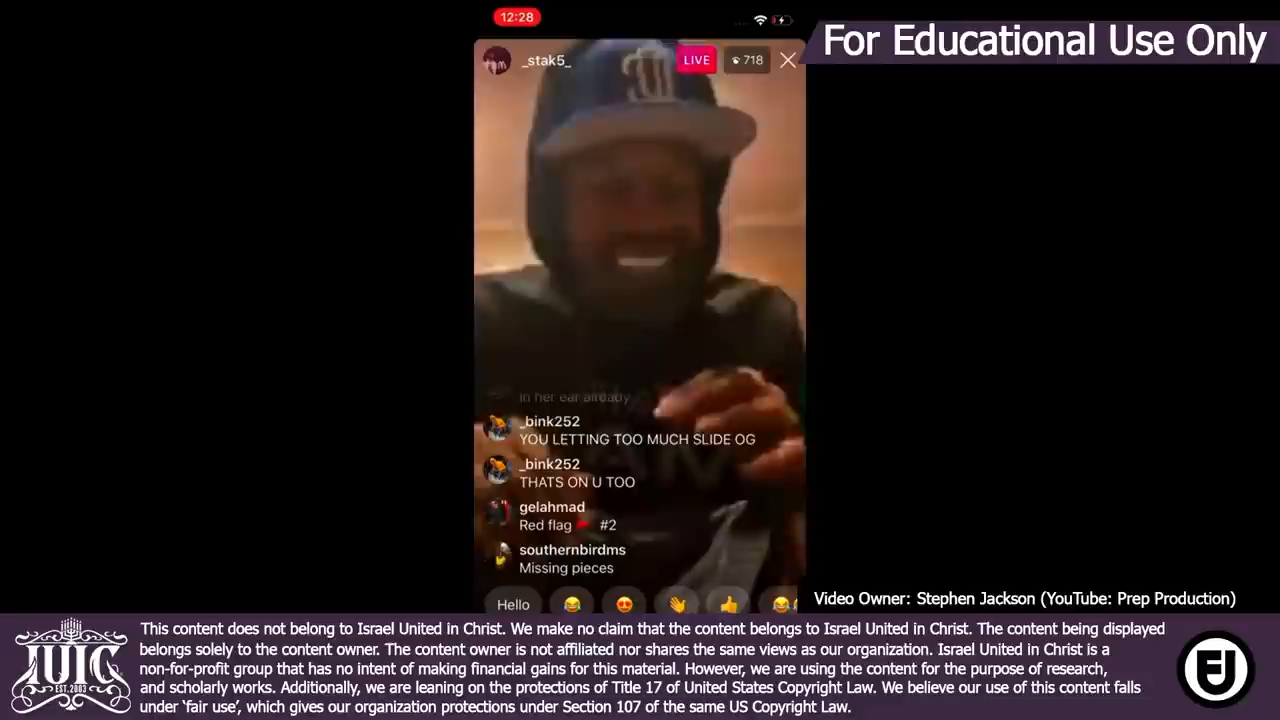 12:28
For Educational Use Only
_stak5_
LIVE
718
in her ear already
_bink252
YOU LETTING TOO MUCH SLIDE OG
_bink252
THATS ON U TOO
gelahmad
Red flag 🚩 #2
southernbirdms
Missing pieces
Hello
Video Owner: Stephen Jackson (YouTube: Prep Production)
This content does not belong to Israel United in Christ. We make no claim that the content belongs to Israel United in Christ. The content being displayed
belongs solely to the content owner. The content owner is not affiliated nor shares the same views as our organization. Israel United in Christ is a
non-for-profit group that has no intent of making financial gains for this material. However, we are using the content for the purpose of research,
and scholarly works. Additionally, we are leaning on the protections of Title 17 of United States Copyright Law. We believe our use of this content falls
under 'fair use', which gives our organization protections under Section 107 of the same US Copyright Law.
IUIC
EST. 2003